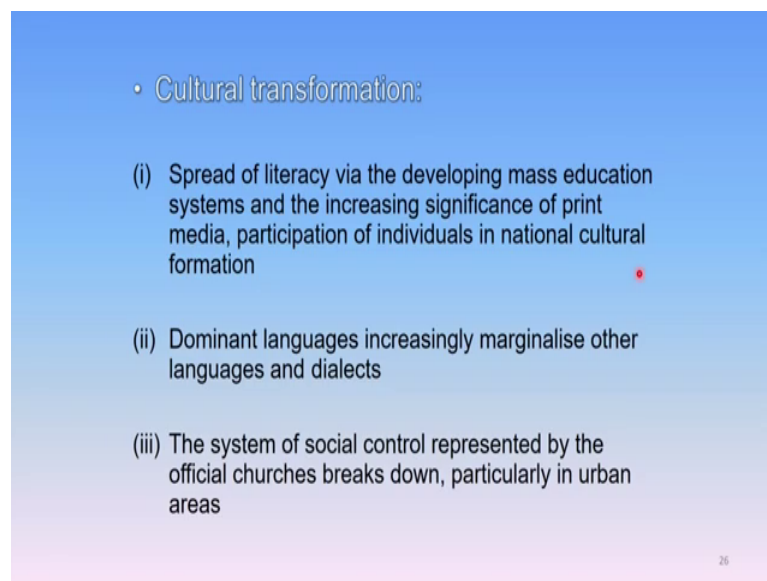 • Cultural transformation:
(i) Spread of literacy via the developing mass education
systems and the increasing significance of print
media, participation of individuals in national cultural
formation
(ii) Dominant languages increasingly marginalise other
languages and dialects
(iii) The system of social control represented by the
official churches breaks down, particularly in urban
areas
26